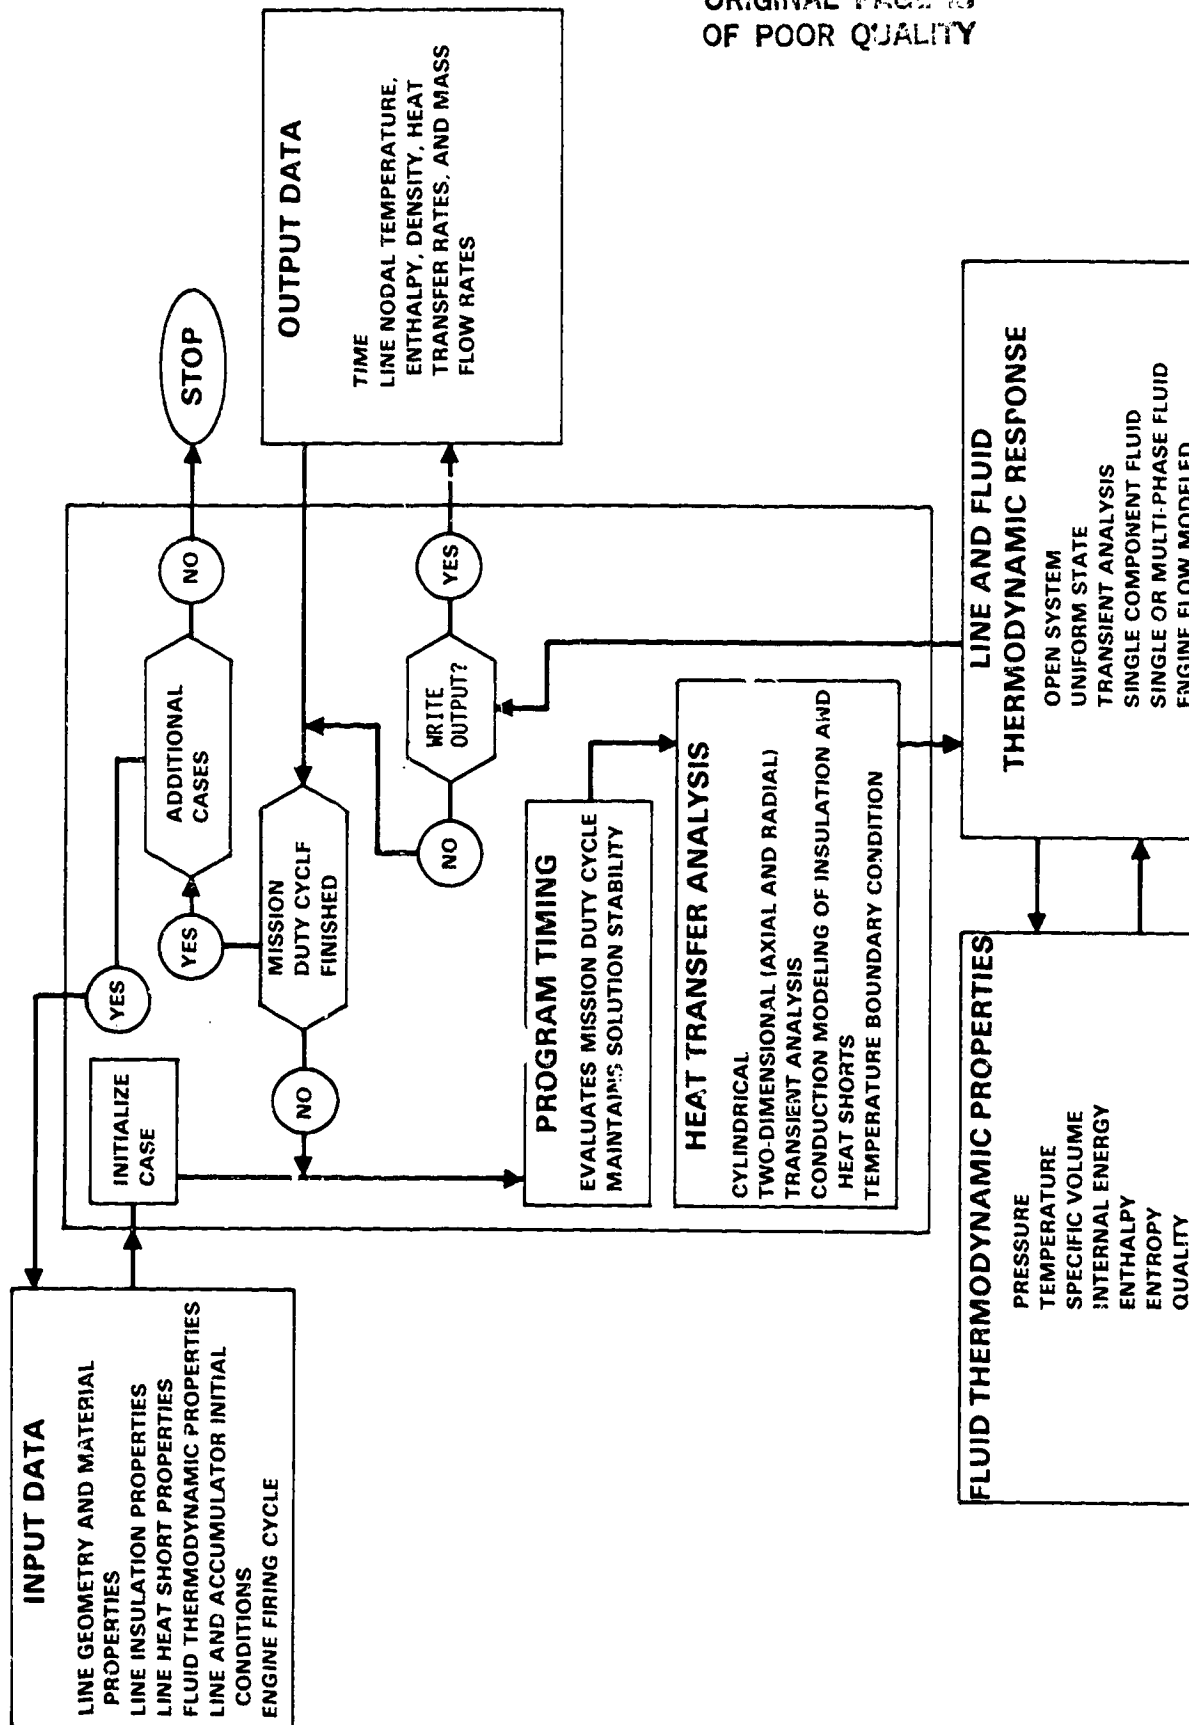 OF POOR QUALITY
INPUT DATA
LINE GEOMETRY AND MATERIAL
PROPERTIES
LINE INSULATION PROPERTIES
LINE HEAT SHORT PROPERTIES
FLUID THERMODYNAMIC PROPERTIES
LINE AND ACCUMULATOR INITIAL
CONDITIONS
ENGINE FIRING CYCLE
INITIALIZE
CASE
YES
ADDITIONAL
CASES
NO
STOP
YES
MISSION
DUTY CYCLE
FINISHED
NO
OUTPUT DATA
TIME
LINE NODAL TEMPERATURE,
ENTHALPY, DENSITY, HEAT
TRANSFER RATES, AND MASS
FLOW RATES
WRITE
OUTPUT?
YES
NO
PROGRAM TIMING
EVALUATES MISSION DUTY CYCLE
MAINTAINS SOLUTION STABILITY
HEAT TRANSFER ANALYSIS
CYLINDRICAL
TWO-DIMENSIONAL (AXIAL AND RADIAL)
TRANSIENT ANALYSIS
CONDUCTION MODELING OF INSULATION AND
HEAT SHORTS
TEMPERATURE BOUNDARY CONDITION
FLUID THERMODYNAMIC PROPERTIES
PRESSURE
TEMPERATURE
SPECIFIC VOLUME
INTERNAL ENERGY
ENTHALPY
ENTROPY
QUALITY
LINE AND FLUID
THERMODYNAMIC RESPONSE
OPEN SYSTEM
UNIFORM STATE
TRANSIENT ANALYSIS
SINGLE COMPONENT FLUID
SINGLE OR MULTI-PHASE FLUID
ENGINE FLOW MODELED